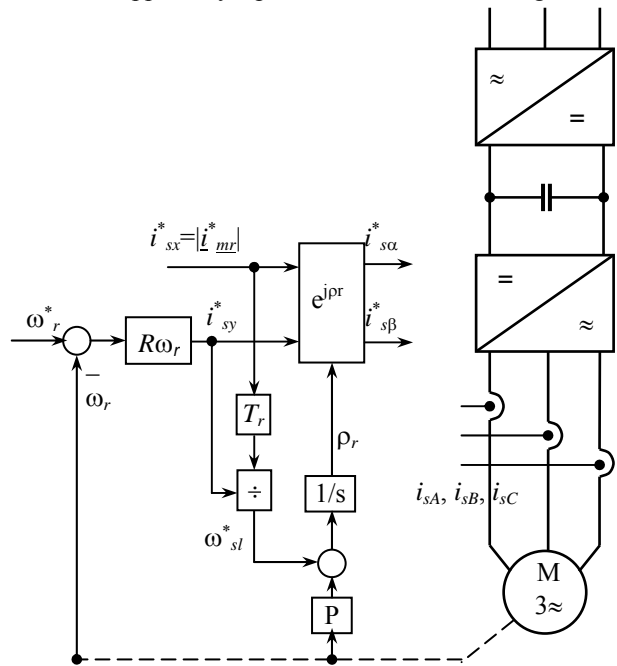 ≈
=
i*sx=|i*mr|
i*sα
e^jρr
=
≈
ω*r
Rωr
i*sy
i*sβ
−
ωr
Tr
ρr
÷
1/s
isA, isB, isC
ω*sl
P
M
3≈